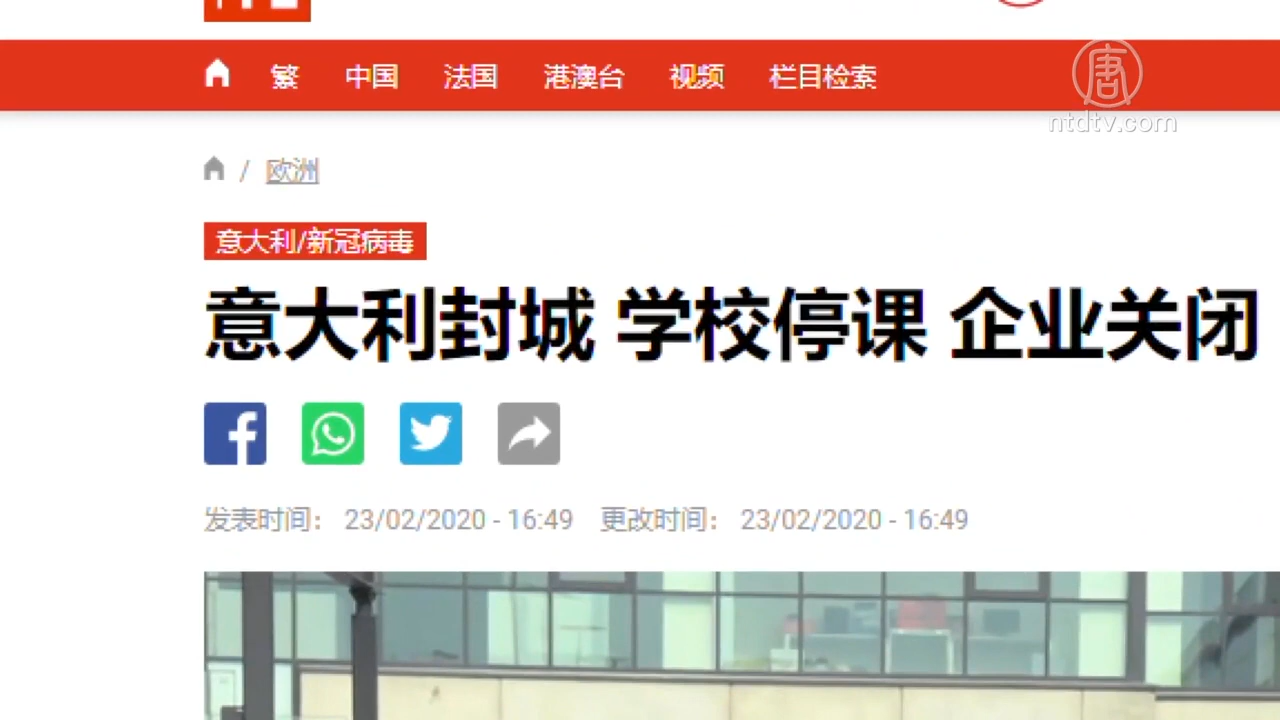 繁 中国 法国 港澳台 视频 栏目检索
唐
ntdtv.com
/ 欧洲
意大利/新冠病毒
意大利封城 学校停课 企业关闭
发表时间： 23/02/2020 - 16:49 更改时间： 23/02/2020 - 16:49